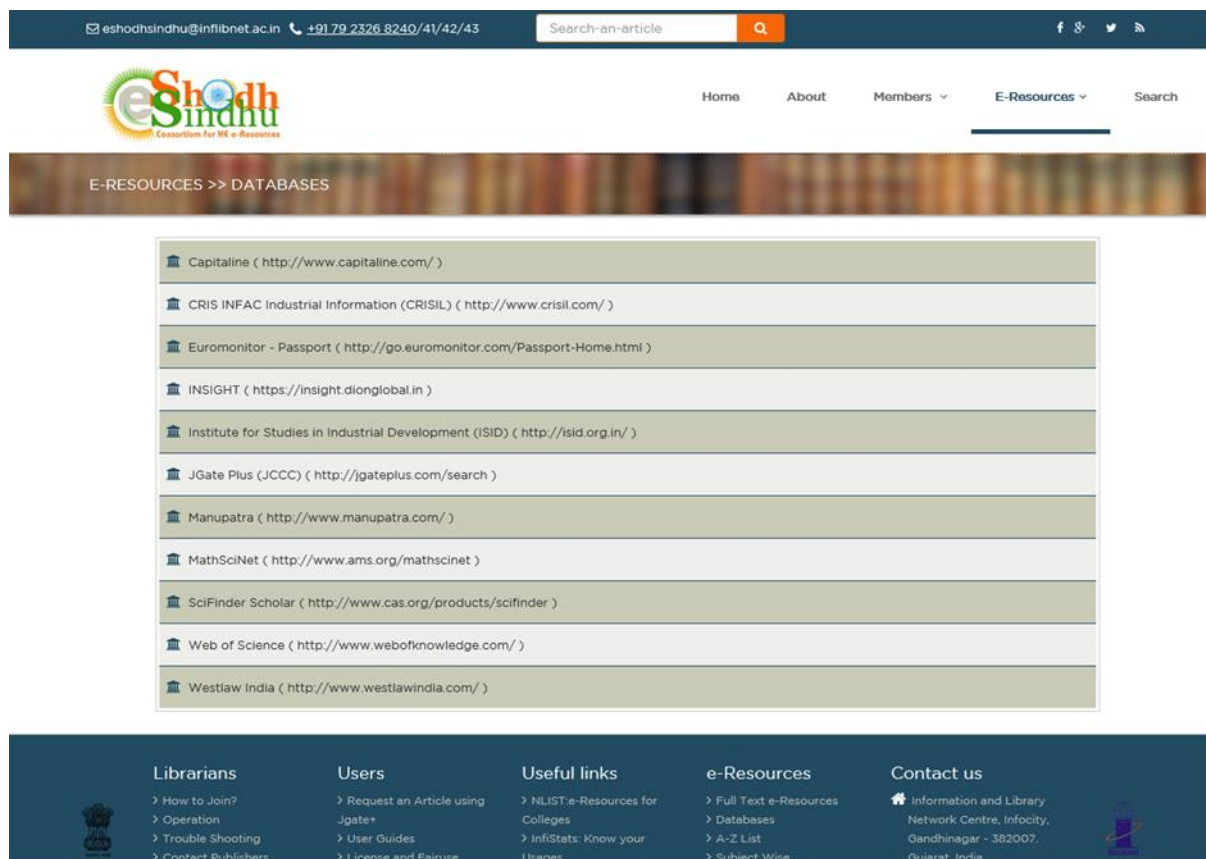 eshodhsindhu@inflibnet.ac.in +91 79 2326 8240/41/42/43 Search-an-article
eShodh
Sindhu
Consortium for HE e-Resources
Home About Members E-Resources Search
E-RESOURCES >> DATABASES
Capitaline ( http://www.capitaline.com/ )
CRIS INFAC Industrial Information (CRISIL) ( http://www.crisil.com/ )
Euromonitor - Passport ( http://go.euromonitor.com/Passport-Home.html )
INSIGHT ( https://insight.dionglobal.in )
Institute for Studies in Industrial Development (ISID) ( http://isid.org.in/ )
JGate Plus (JCCC) ( http://jgateplus.com/search )
Manupatra ( http://www.manupatra.com/ )
MathSciNet ( http://www.ams.org/mathscinet )
SciFinder Scholar ( http://www.cas.org/products/scifinder )
Web of Science ( http://www.webofknowledge.com/ )
Westlaw India ( http://www.westlawindia.com/ )
Librarians
> How to Join?
> Operation
> Trouble Shooting
> Contact Publishers
Users
> Request an Article using
Jgate+
> User Guides
> License and Fairuse
Useful links
> NLIST:e-Resources for
Colleges
> InfiStats: Know your
Usages
e-Resources
> Full Text e-Resources
> Databases
> A-Z List
> Subject Wise
Contact us
Information and Library
Network Centre, Infocity,
Gandhinagar - 382007.
Gujarat, India